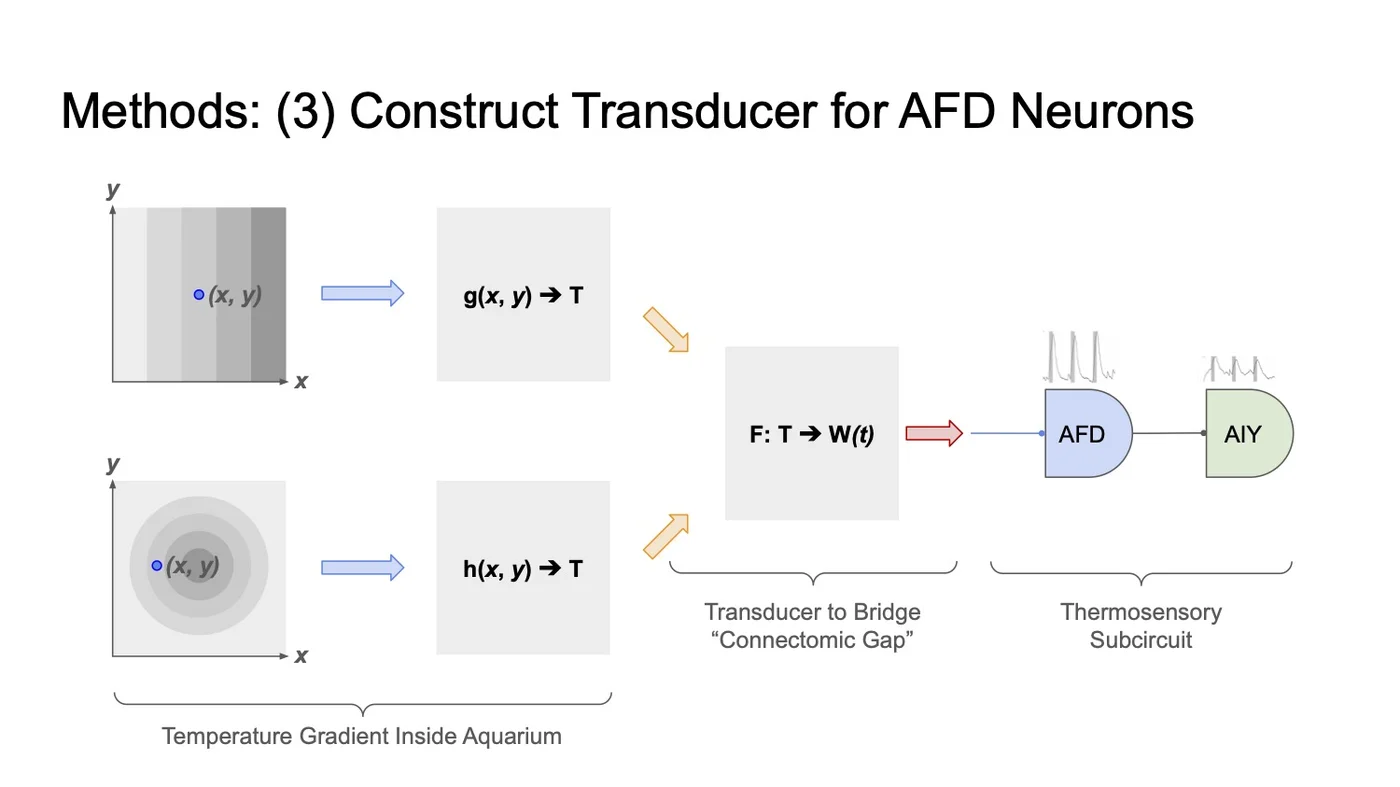 Methods: (3) Construct Transducer for AFD Neurons
y
(x, y)
x
g(x, y) ➔ T
y
(x, y)
x
h(x, y) ➔ T
F: T ➔ W(t)
AFD
AIY
Transducer to Bridge
“Connectomic Gap”
Thermosensory
Subcircuit
Temperature Gradient Inside Aquarium